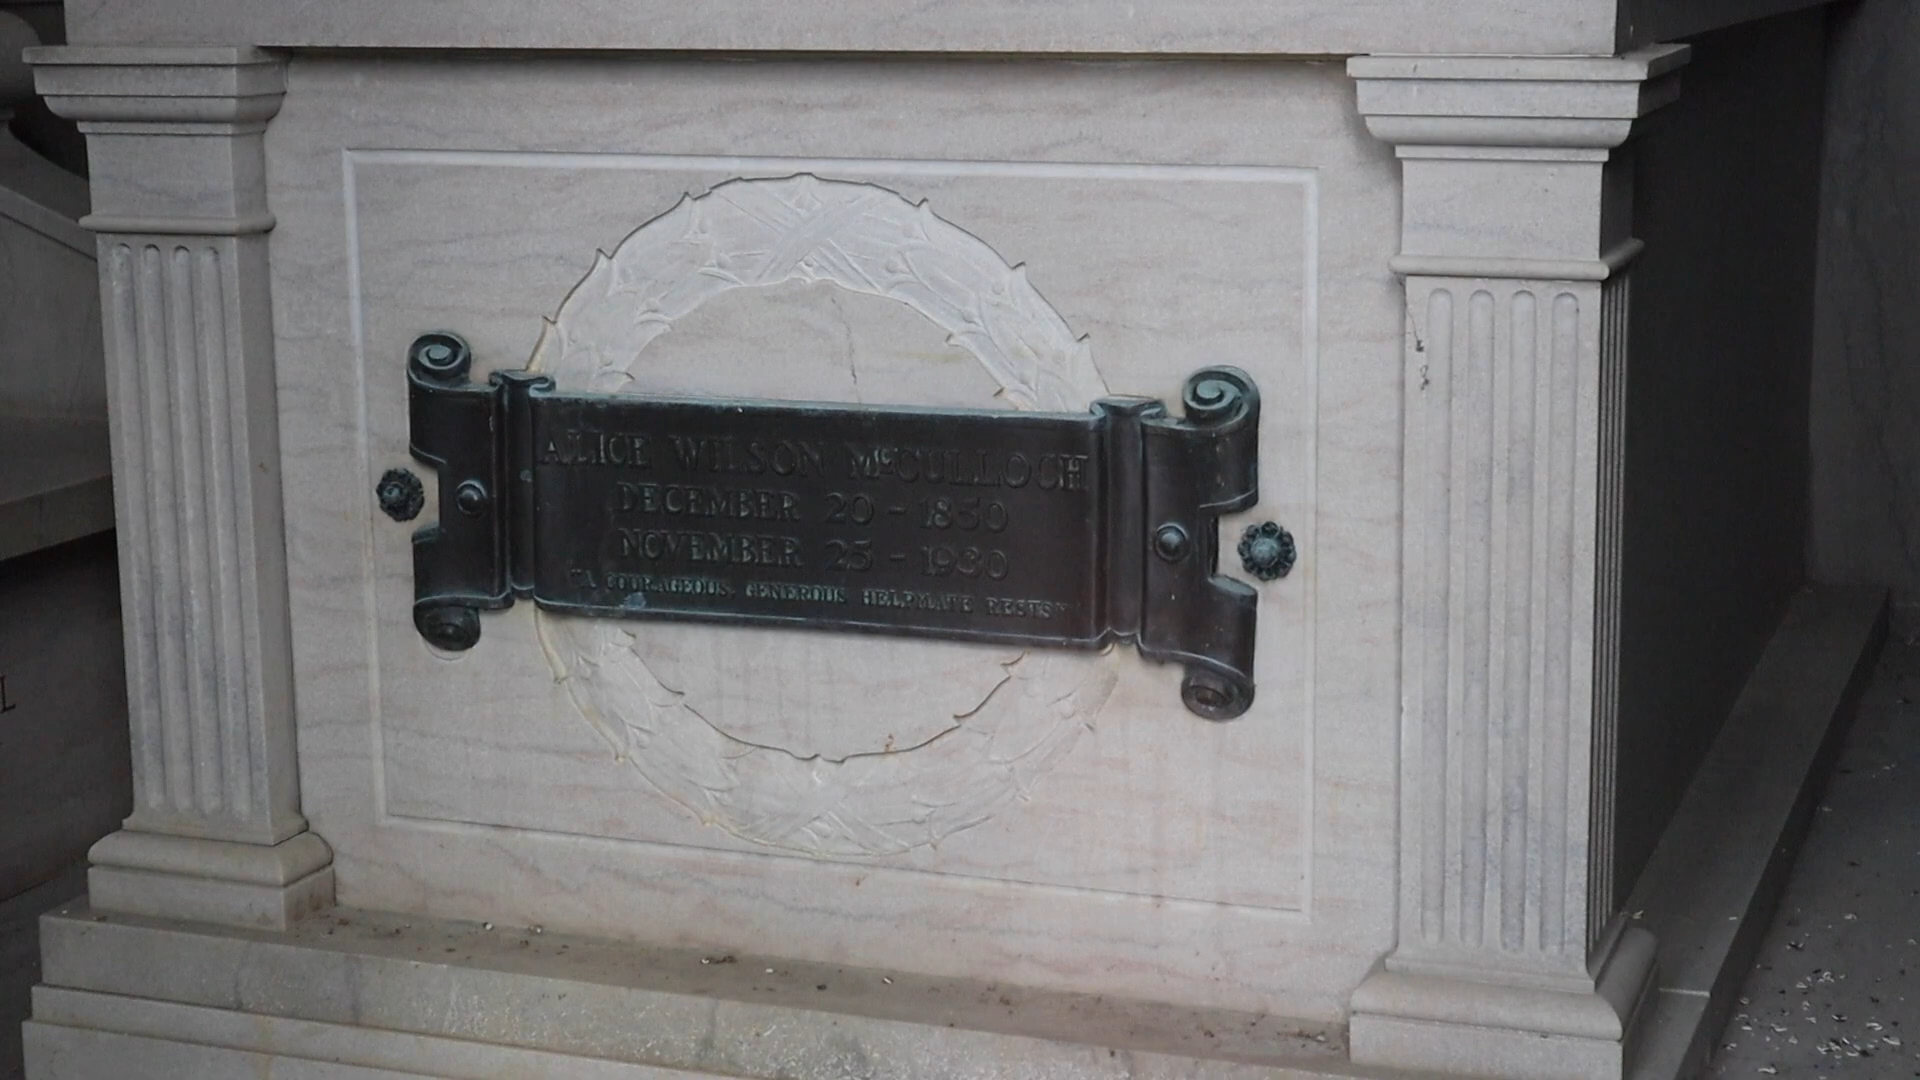 ALICE WILSON McCULLOCH
DECEMBER 20 - 1850
NOVEMBER 25 - 1930
"A COURAGEOUS, GENEROUS HELPMATE RESTS"
L